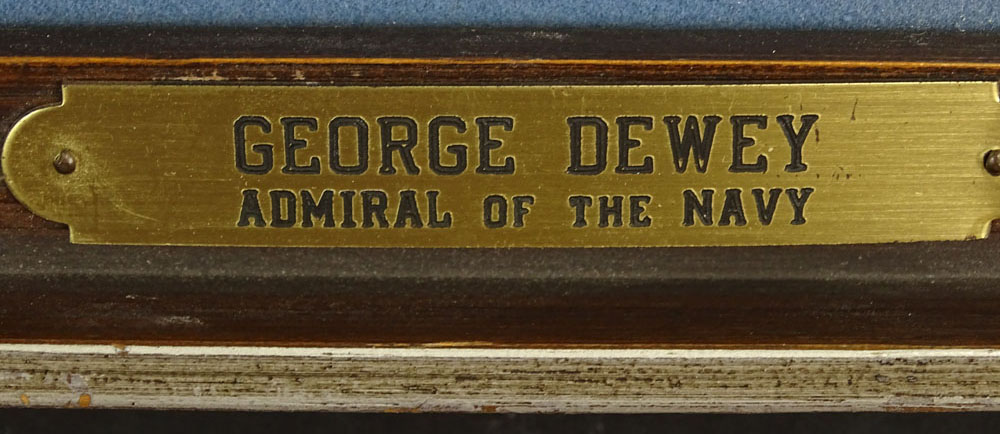 GEORGE DEWEY
ADMIRAL OF THE NAVY